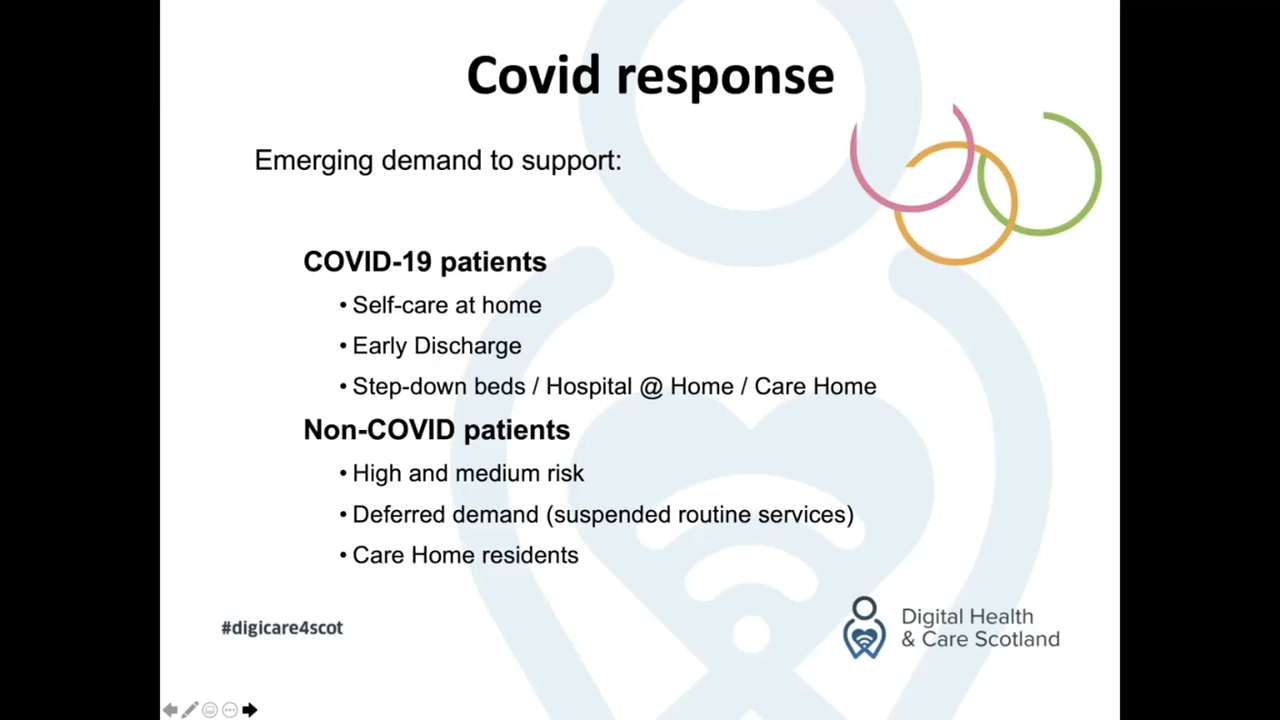 Covid response
Emerging demand to support:
COVID-19 patients
• Self-care at home
• Early Discharge
• Step-down beds / Hospital @ Home / Care Home
Non-COVID patients
• High and medium risk
• Deferred demand (suspended routine services)
• Care Home residents
#digicare4scot
Digital Health
& Care Scotland